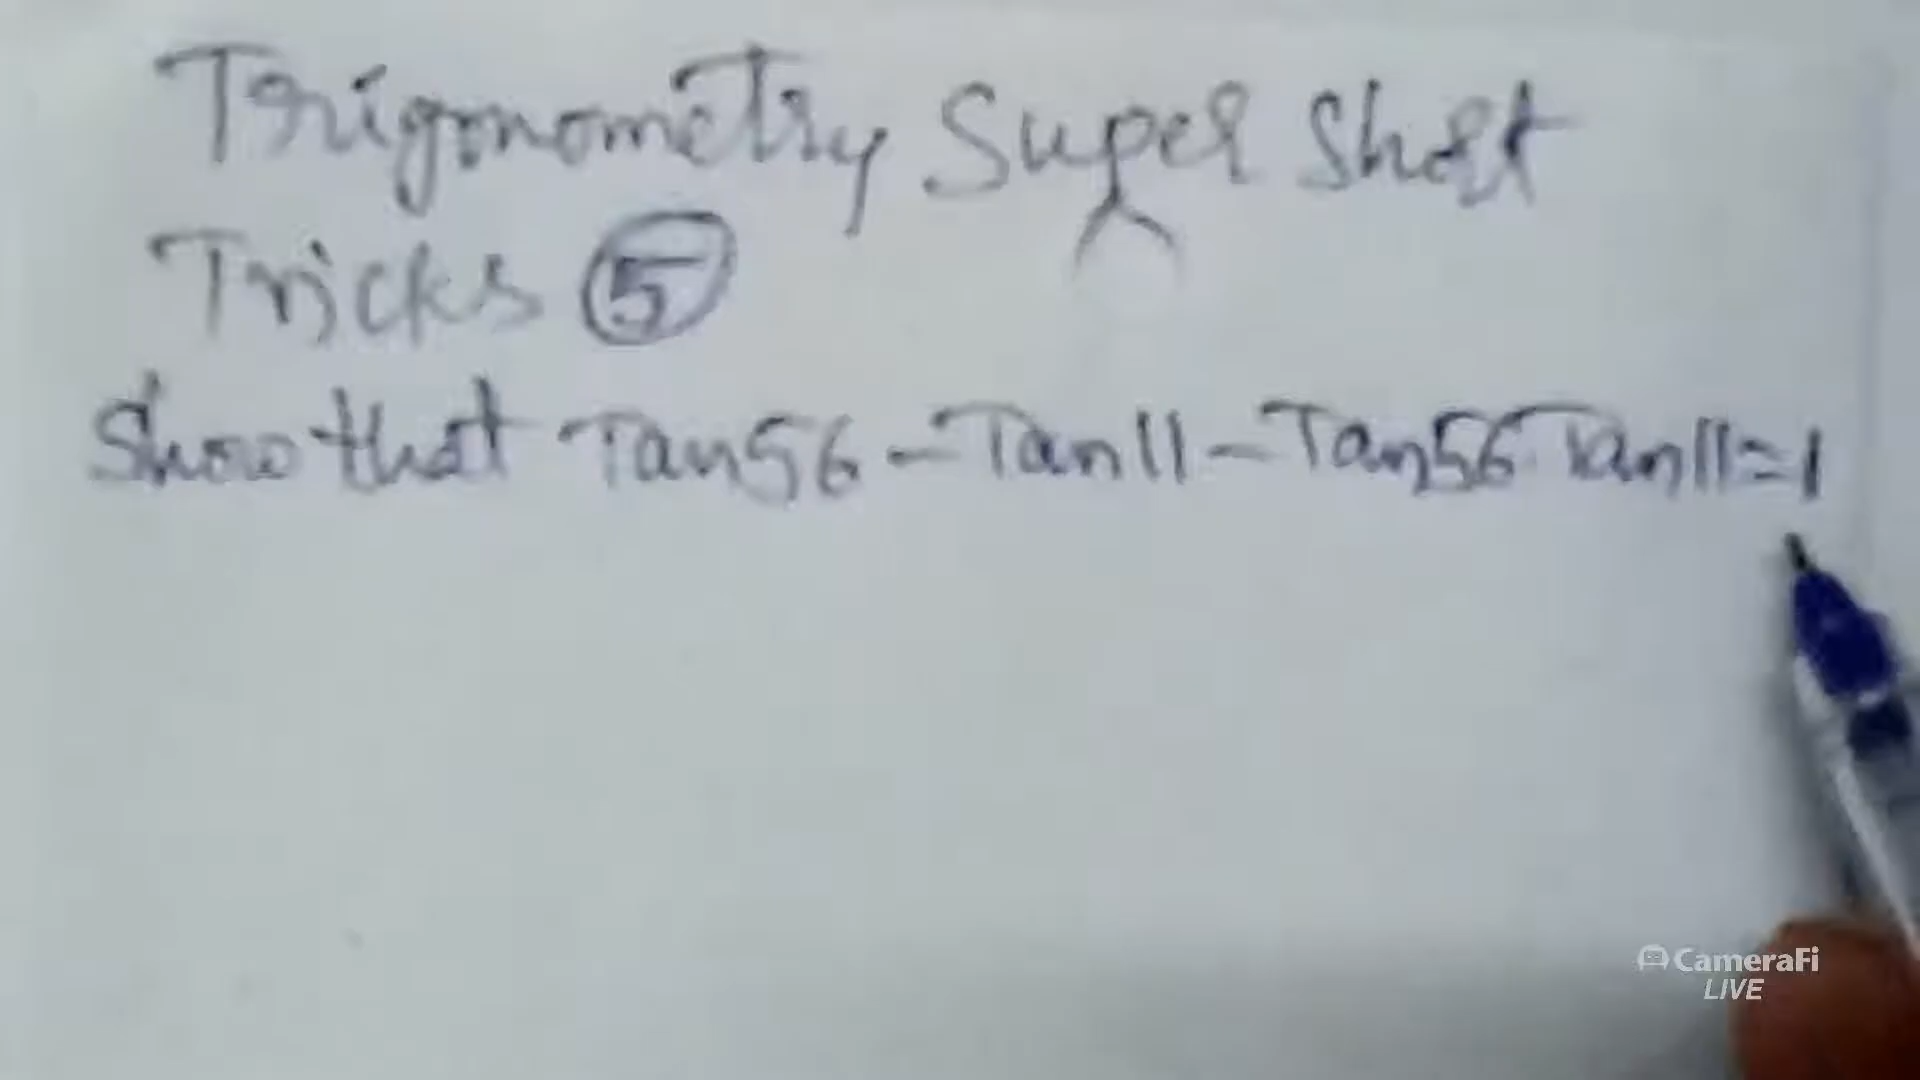 Trigonometry Super Short
Tricks 5
Show that Tan56 - Tan11 - Tan56 Tan11 = 1
CameraFi
LIVE